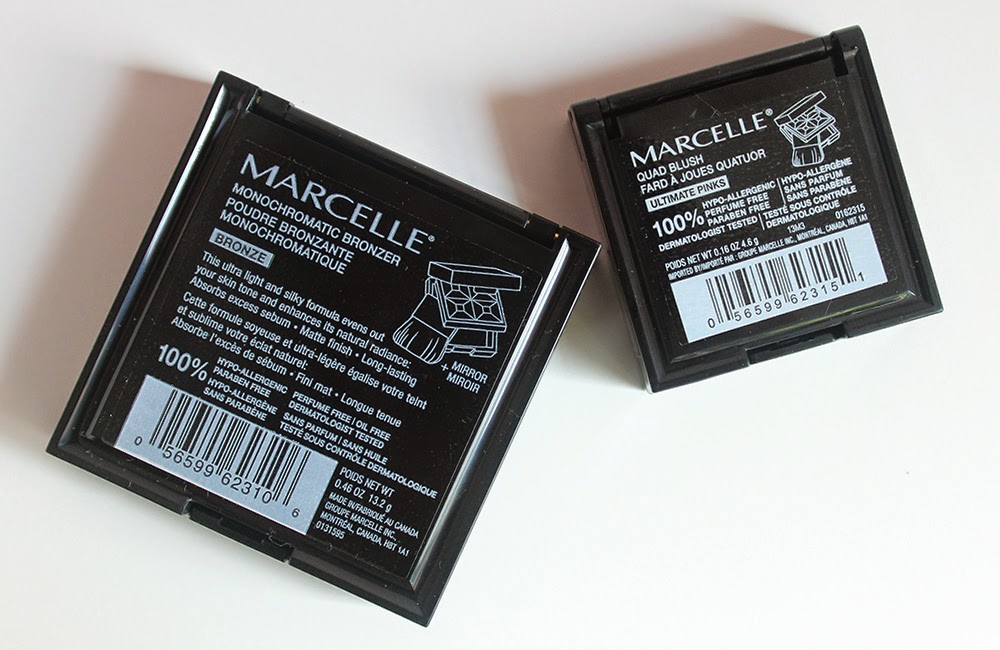 MARCELLE®
MONOCHROMATIC BRONZER
POUDRE BRONZANTE
MONOCHROMATIQUE
BRONZE
This ultra light and silky formula evens out
your skin tone and enhances its natural radiance:
Absorbs excess sebum • Matte finish • Long-lasting
Cette formule soyeuse et ultra-légère égalise votre teint
et sublime votre éclat naturel:
Absorbe l'excès de sébum • Fini mat • Longue tenue
+ MIRROR
MIROIR
100%
HYPO-ALLERGENIC
PARABEN FREE
HYPO-ALLERGÈNE
SANS PARABÈNE
PERFUME FREE | OIL FREE
DERMATOLOGIST TESTED
SANS PARFUM | SANS HUILE
TESTÉ SOUS CONTRÔLE DERMATOLOGIQUE
0 56599 62310 6
POIDS NET WT
0.46 OZ 13.2 g
MADE IN/FABRIQUÉ AU CANADA
GROUPE MARCELLE INC.,
MONTRÉAL, CANADA, H8T 1A1
0131595
MARCELLE®
QUAD BLUSH
FARD À JOUES QUATUOR
ULTIMATE PINKS
100%
HYPO-ALLERGENIC
PERFUME FREE
PARABEN FREE
DERMATOLOGIST TESTED
HYPO-ALLERGÈNE
SANS PARFUM
SANS PARABÈNE
TESTÉ SOUS CONTRÔLE
DERMATOLOGIQUE
13M3 0162315
POIDS NET WT 0.16 OZ 4.6 g
IMPORTED BY/IMPORTÉ PAR : GROUPE MARCELLE INC., MONTRÉAL, CANADA, H8T 1A1
0 56599 62315 1